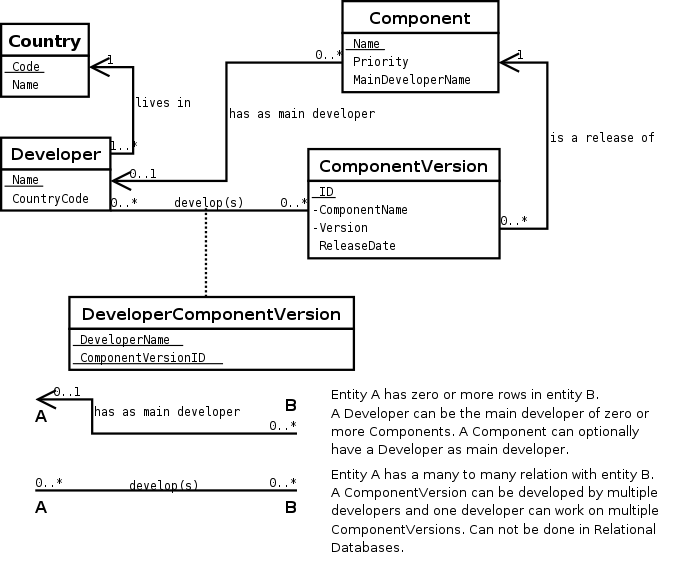 Component
Name
Priority
MainDeveloperName
Country
Code
Name
1
lives in
1..*
0..*
has as main developer
0..1
1
is a release of
0..*
Developer
Name
CountryCode
0..*
develop(s)
0..*
ComponentVersion
ID
-ComponentName
-Version
ReleaseDate
DeveloperComponentVersion
DeveloperName
ComponentVersionID
0..1
A
has as main developer
B
0..*
Entity A has zero or more rows in entity B.
A Developer can be the main developer of zero or
more Components. A Component can optionally
have a Developer as main developer.
0..*
develop(s)
0..*
A
B
Entity A has a many to many relation with entity B.
A ComponentVersion can be developed by multiple
developers and one developer can work on multiple
ComponentVersions. Can not be done in Relational
Databases.